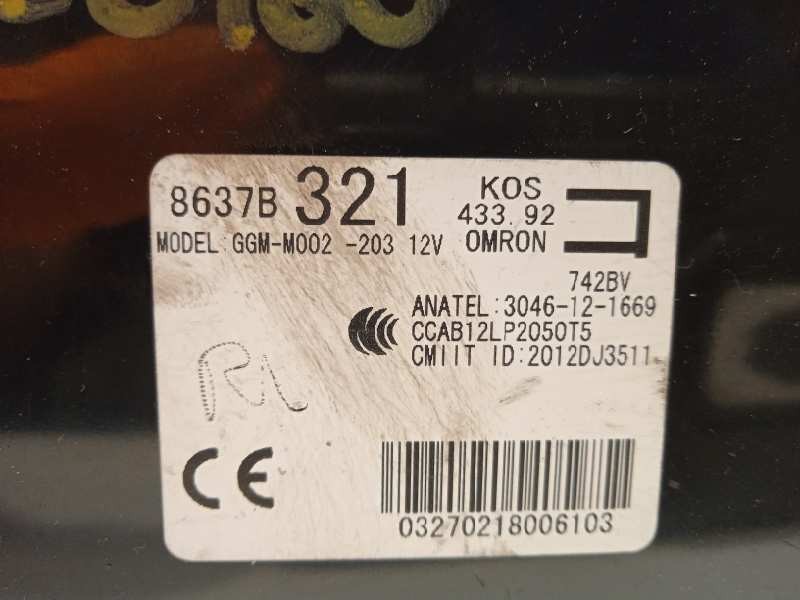 8637B 321 KOS
433.92
MODEL GGM-M002 -203 12V OMRON
742BV
ANATEL:3046-12-1669
CCAB12LP2050T5
CMIIT ID:2012DJ3511
CE
03270218006103